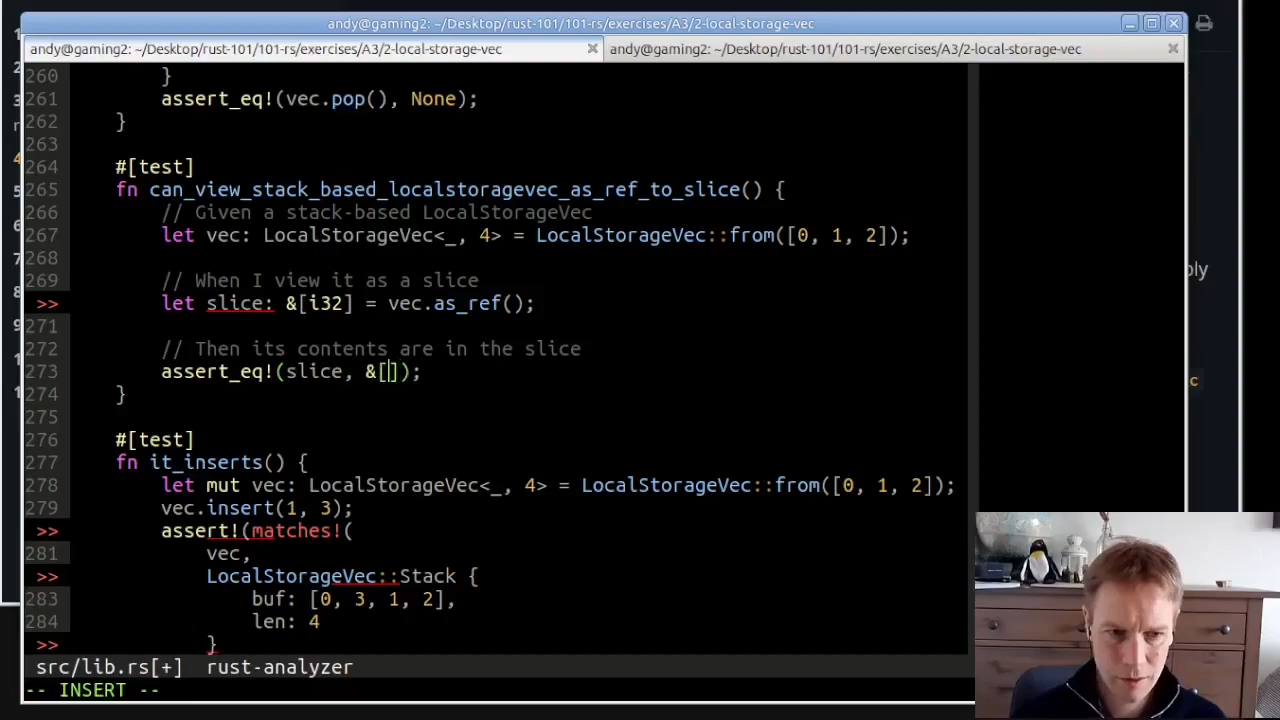 andy@gaming2: ~/Desktop/rust-101/101-rs/exercises/A3/2-local-storage-vec
andy@gaming2: ~/Desktop/rust-101/101-rs/exercises/A3/2-local-storage-vec
andy@gaming2: ~/Desktop/rust-101/101-rs/exercises/A3/2-local-storage-vec
260         }
261         assert_eq!(vec.pop(), None);
262     }
263
264     #[test]
265     fn can_view_stack_based_localstoragevec_as_ref_to_slice() {
266         // Given a stack-based LocalStorageVec
267         let vec: LocalStorageVec<_, 4> = LocalStorageVec::from([0, 1, 2]);
268
269         // When I view it as a slice
>>         let slice: &[i32] = vec.as_ref();
271
272         // Then its contents are in the slice
273         assert_eq!(slice, &[]);
274     }
275
276     #[test]
277     fn it_inserts() {
278         let mut vec: LocalStorageVec<_, 4> = LocalStorageVec::from([0, 1, 2]);
279         vec.insert(1, 3);
>>         assert!(matches!(
281             vec,
>>             LocalStorageVec::Stack {
283                 buf: [0, 3, 1, 2],
284                 len: 4
>>             }
src/lib.rs[+]  rust-analyzer
-- INSERT --